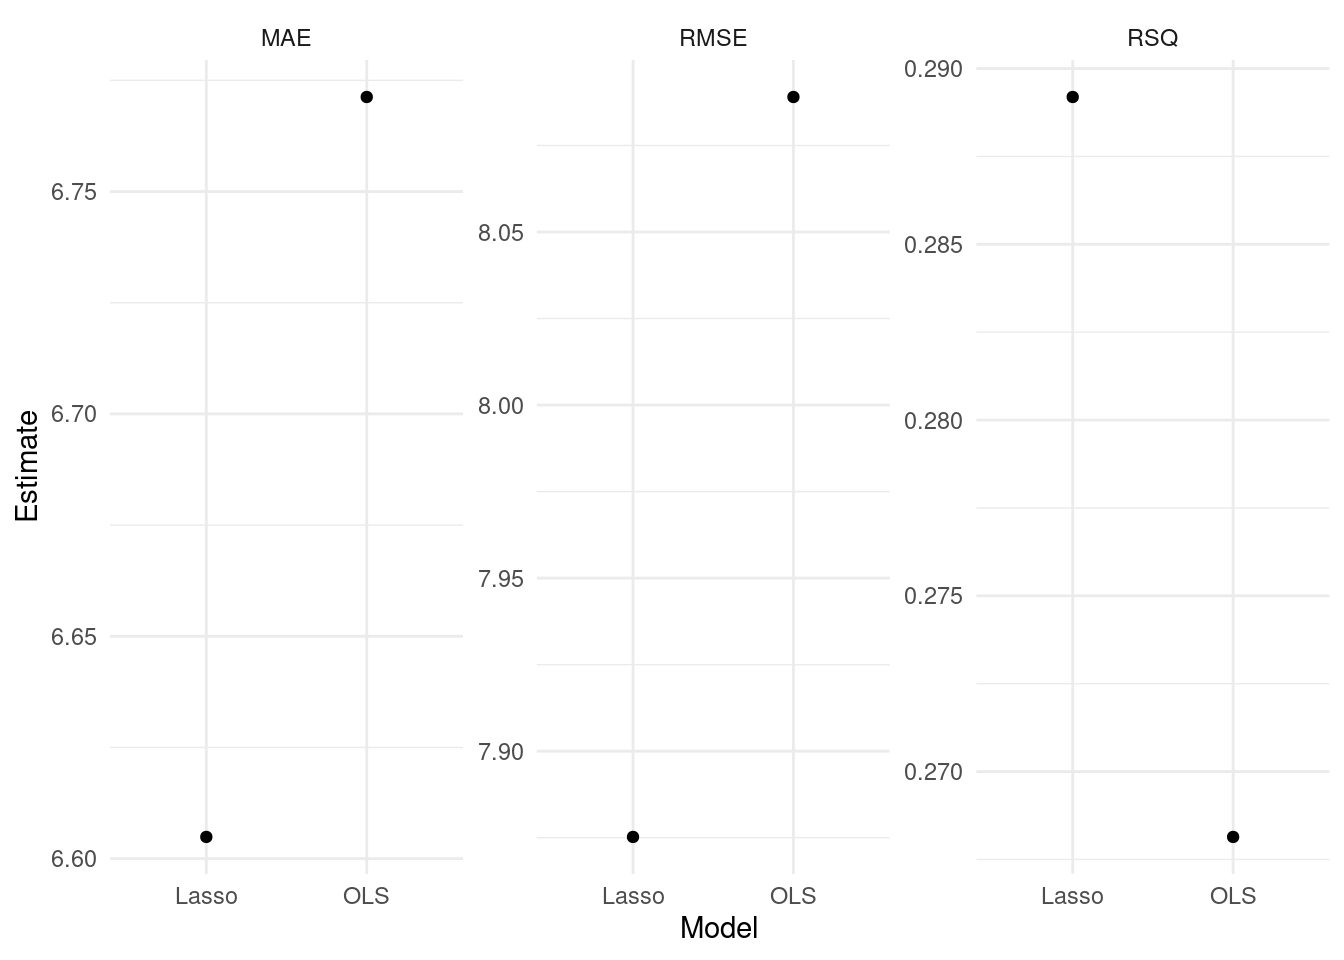 MAE
RMSE
RSQ
Estimate
6.75
6.70
6.65
6.60
8.05
8.00
7.95
7.90
0.290
0.285
0.280
0.275
0.270
Lasso
OLS
Lasso
OLS
Lasso
OLS
Model